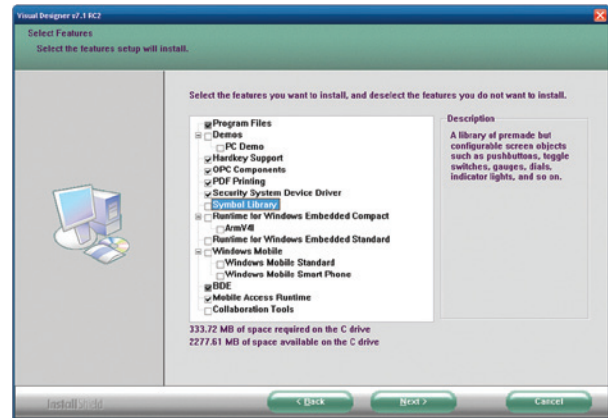 Visual Designer v7.1 RC2
Select Features
Select the features setup will install.
Select the features you want to install, and deselect the features you do not want to install.
Program Files
Demos
PC Demo
Hardkey Support
OPC Components
PDF Printing
Security System Device Driver
Symbol Library
Runtime for Windows Embedded Compact
ArmV4I
Runtime for Windows Embedded Standard
Windows Mobile
Windows Mobile Standard
Windows Mobile Smart Phone
BDE
Mobile Access Runtime
Collaboration Tools
Description
A library of premade but
configurable screen objects
such as pushbuttons, toggle
switches, gauges, dials,
indicator lights, and so on.
333.72 MB of space required on the C drive
2277.61 MB of space available on the C drive
InstallShield
< Back
Next >
Cancel